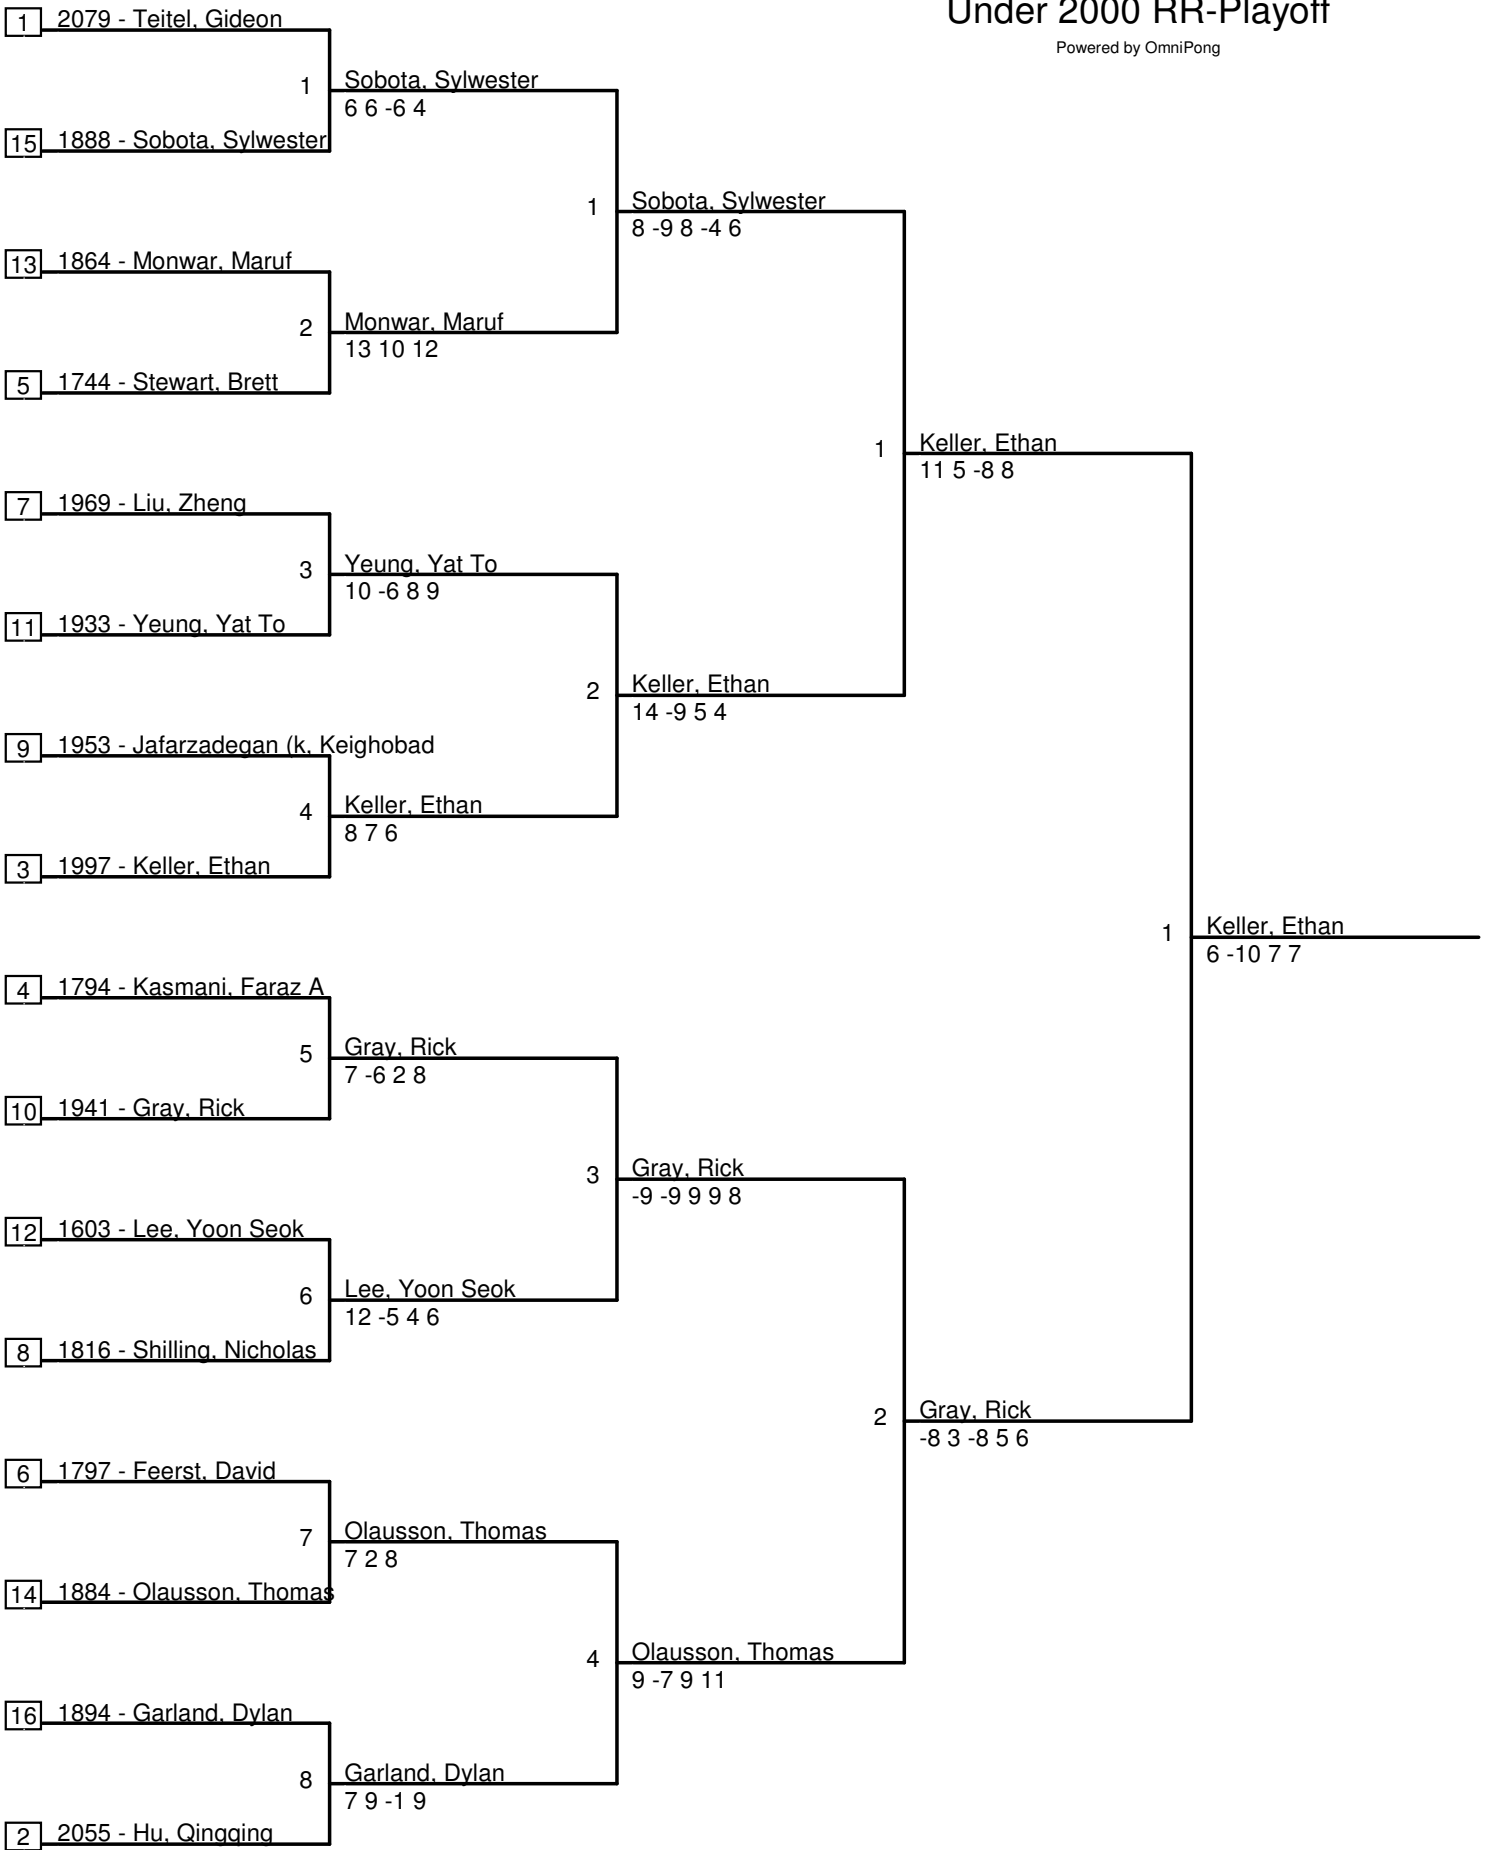 Under 2000 RR-Playoff
Powered by OmniPong
1 2079 - Teitel, Gideon
1 Sobota, Sylwester
6 6 -6 4
15 1888 - Sobota, Sylwester
1 Sobota, Sylwester
8 -9 8 -4 6
13 1864 - Monwar, Maruf
2 Monwar, Maruf
13 10 12
5 1744 - Stewart, Brett
1 Keller, Ethan
11 5 -8 8
7 1969 - Liu, Zheng
3 Yeung, Yat To
10 -6 8 9
11 1933 - Yeung, Yat To
2 Keller, Ethan
14 -9 5 4
9 1953 - Jafarzadegan (k, Keighobad
4 Keller, Ethan
8 7 6
3 1997 - Keller, Ethan
1 Keller, Ethan
6 -10 7 7
4 1794 - Kasmani, Faraz A
5 Gray, Rick
7 -6 2 8
10 1941 - Gray, Rick
3 Gray, Rick
-9 -9 9 9 8
12 1603 - Lee, Yoon Seok
6 Lee, Yoon Seok
12 -5 4 6
8 1816 - Shilling, Nicholas
2 Gray, Rick
-8 3 -8 5 6
6 1797 - Feerst, David
7 Olausson, Thomas
7 2 8
14 1884 - Olausson, Thomas
4 Olausson, Thomas
9 -7 9 11
16 1894 - Garland, Dylan
8 Garland, Dylan
7 9 -1 9
2 2055 - Hu, Qingqing